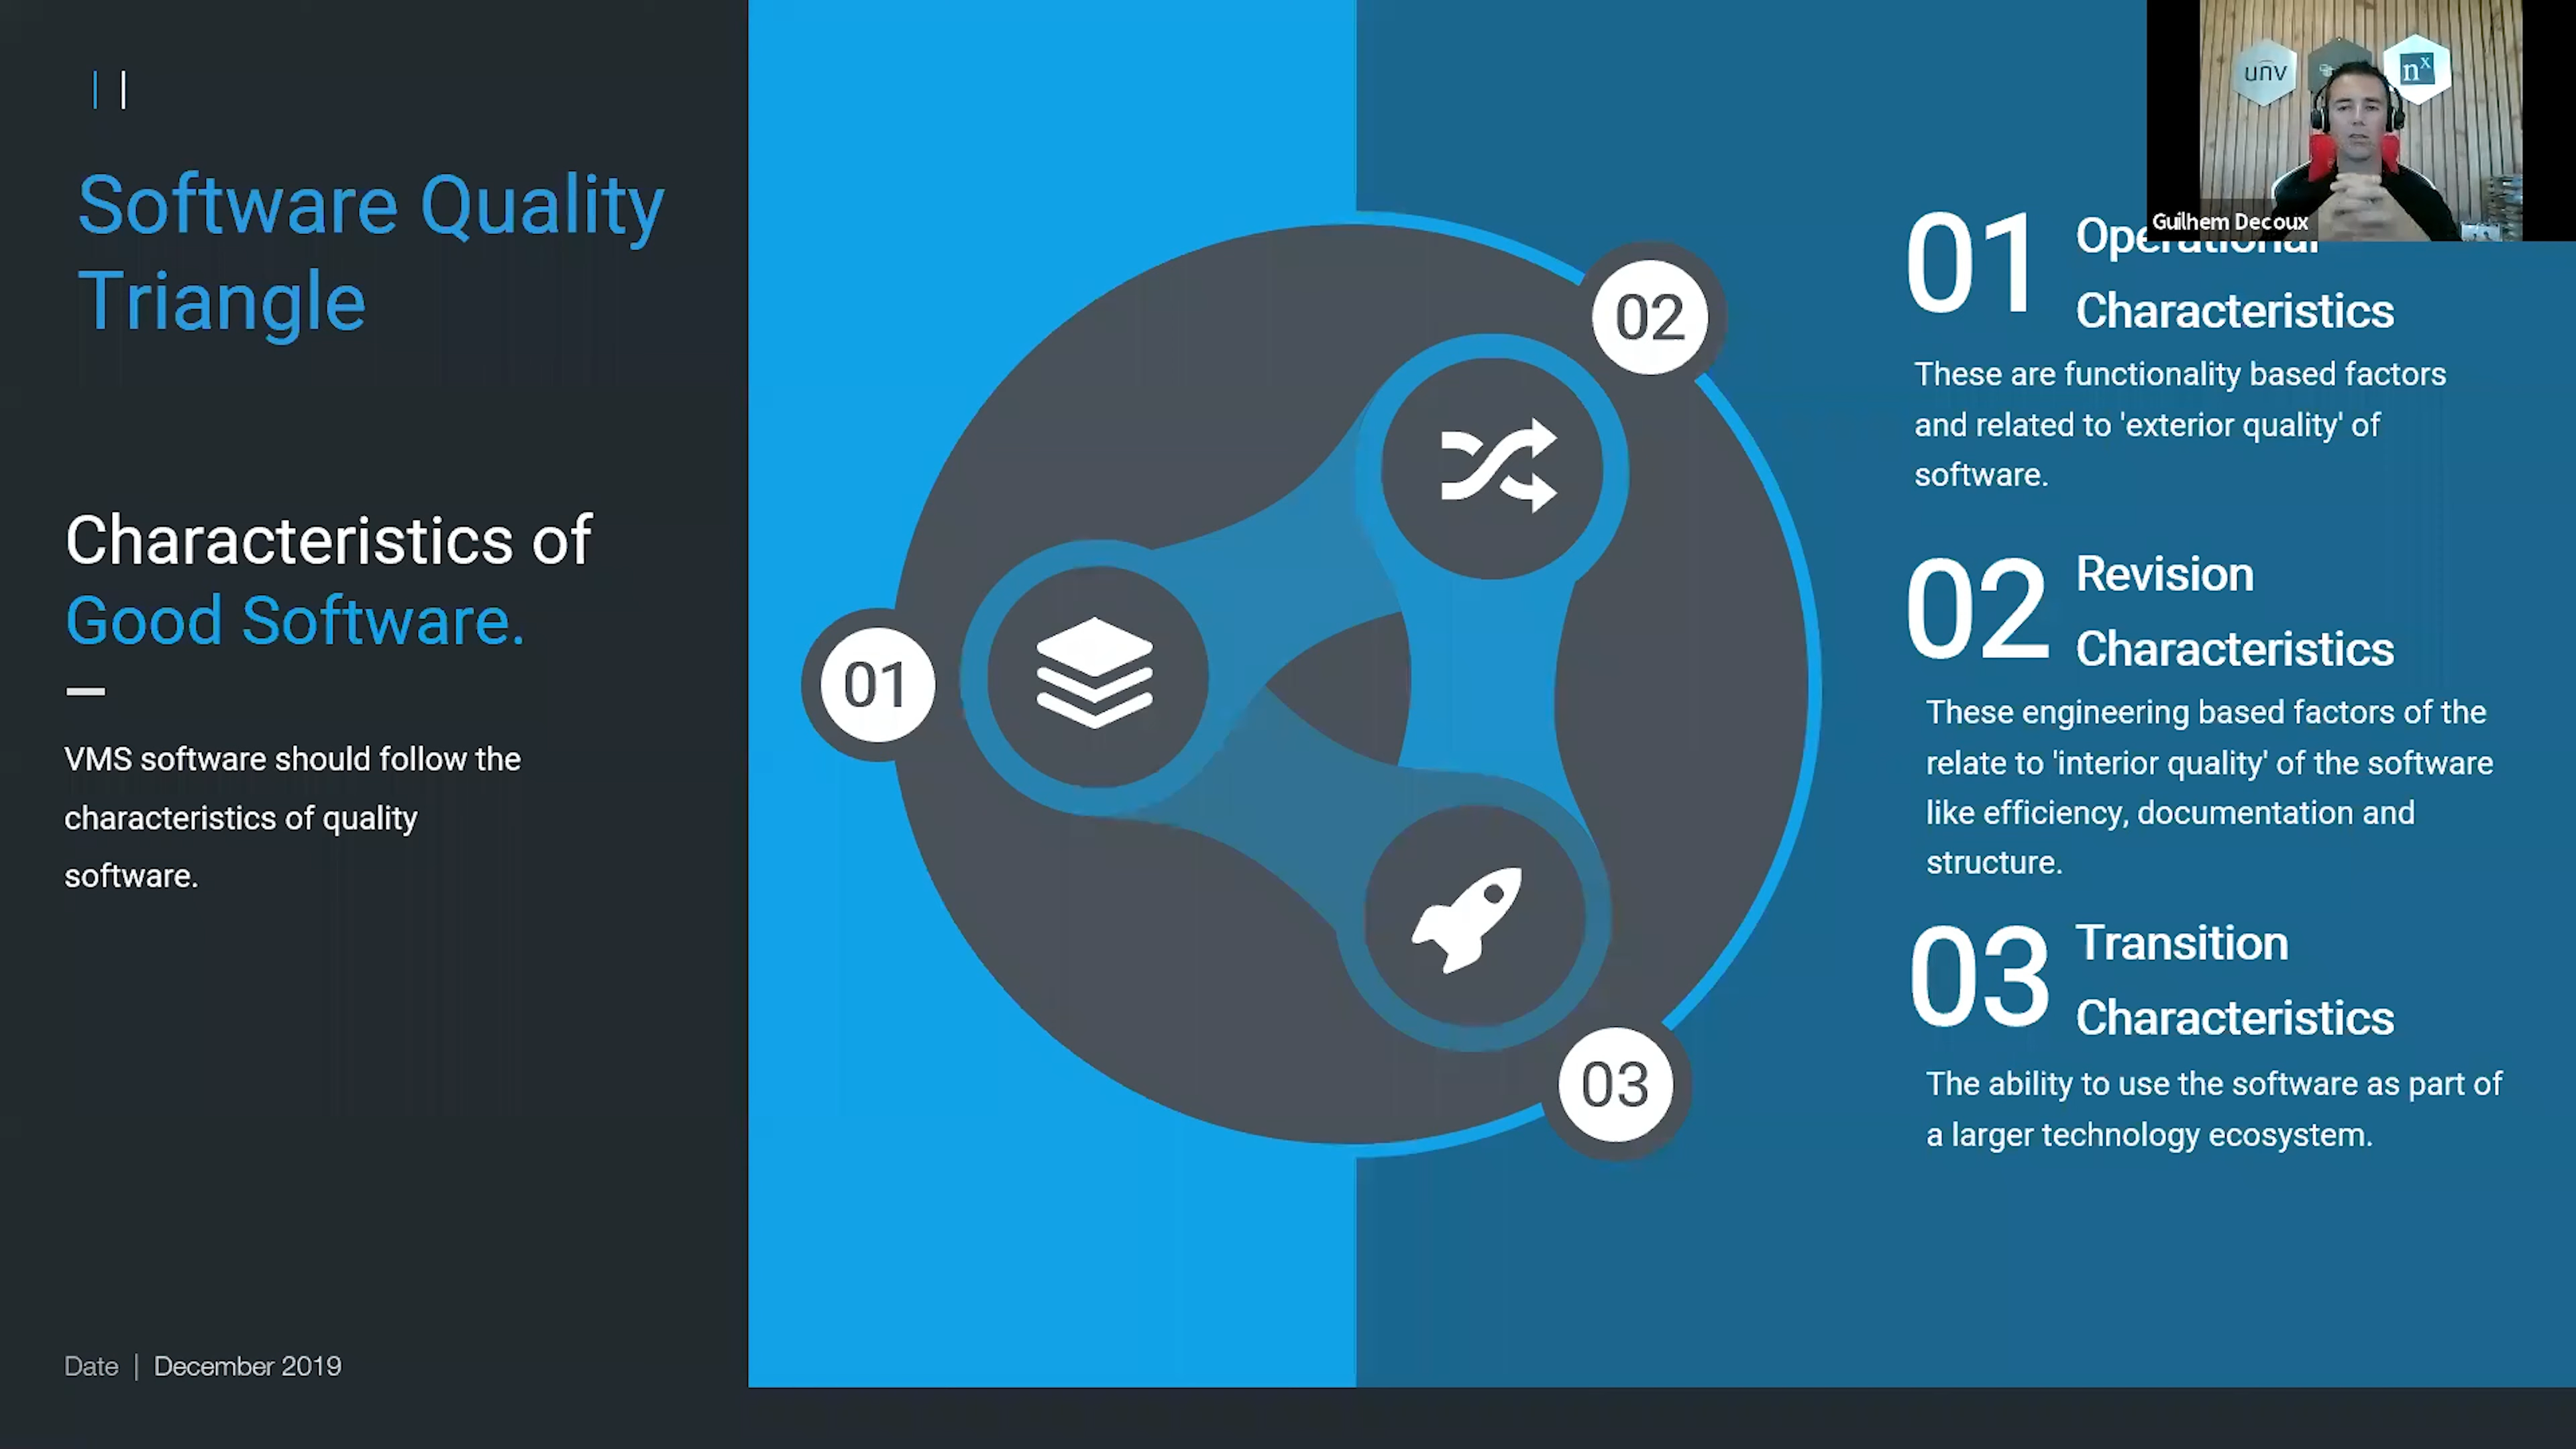 Software Quality
Triangle
Characteristics of
Good Software.
VMS software should follow the
characteristics of quality
software.
Date | December 2019
01
02
03
unv
nx
Guilhem Decoux
01 Operational
Characteristics
These are functionality based factors
and related to 'exterior quality' of
software.
02 Revision
Characteristics
These engineering based factors of the
relate to 'interior quality' of the software
like efficiency, documentation and
structure.
03 Transition
Characteristics
The ability to use the software as part of
a larger technology ecosystem.